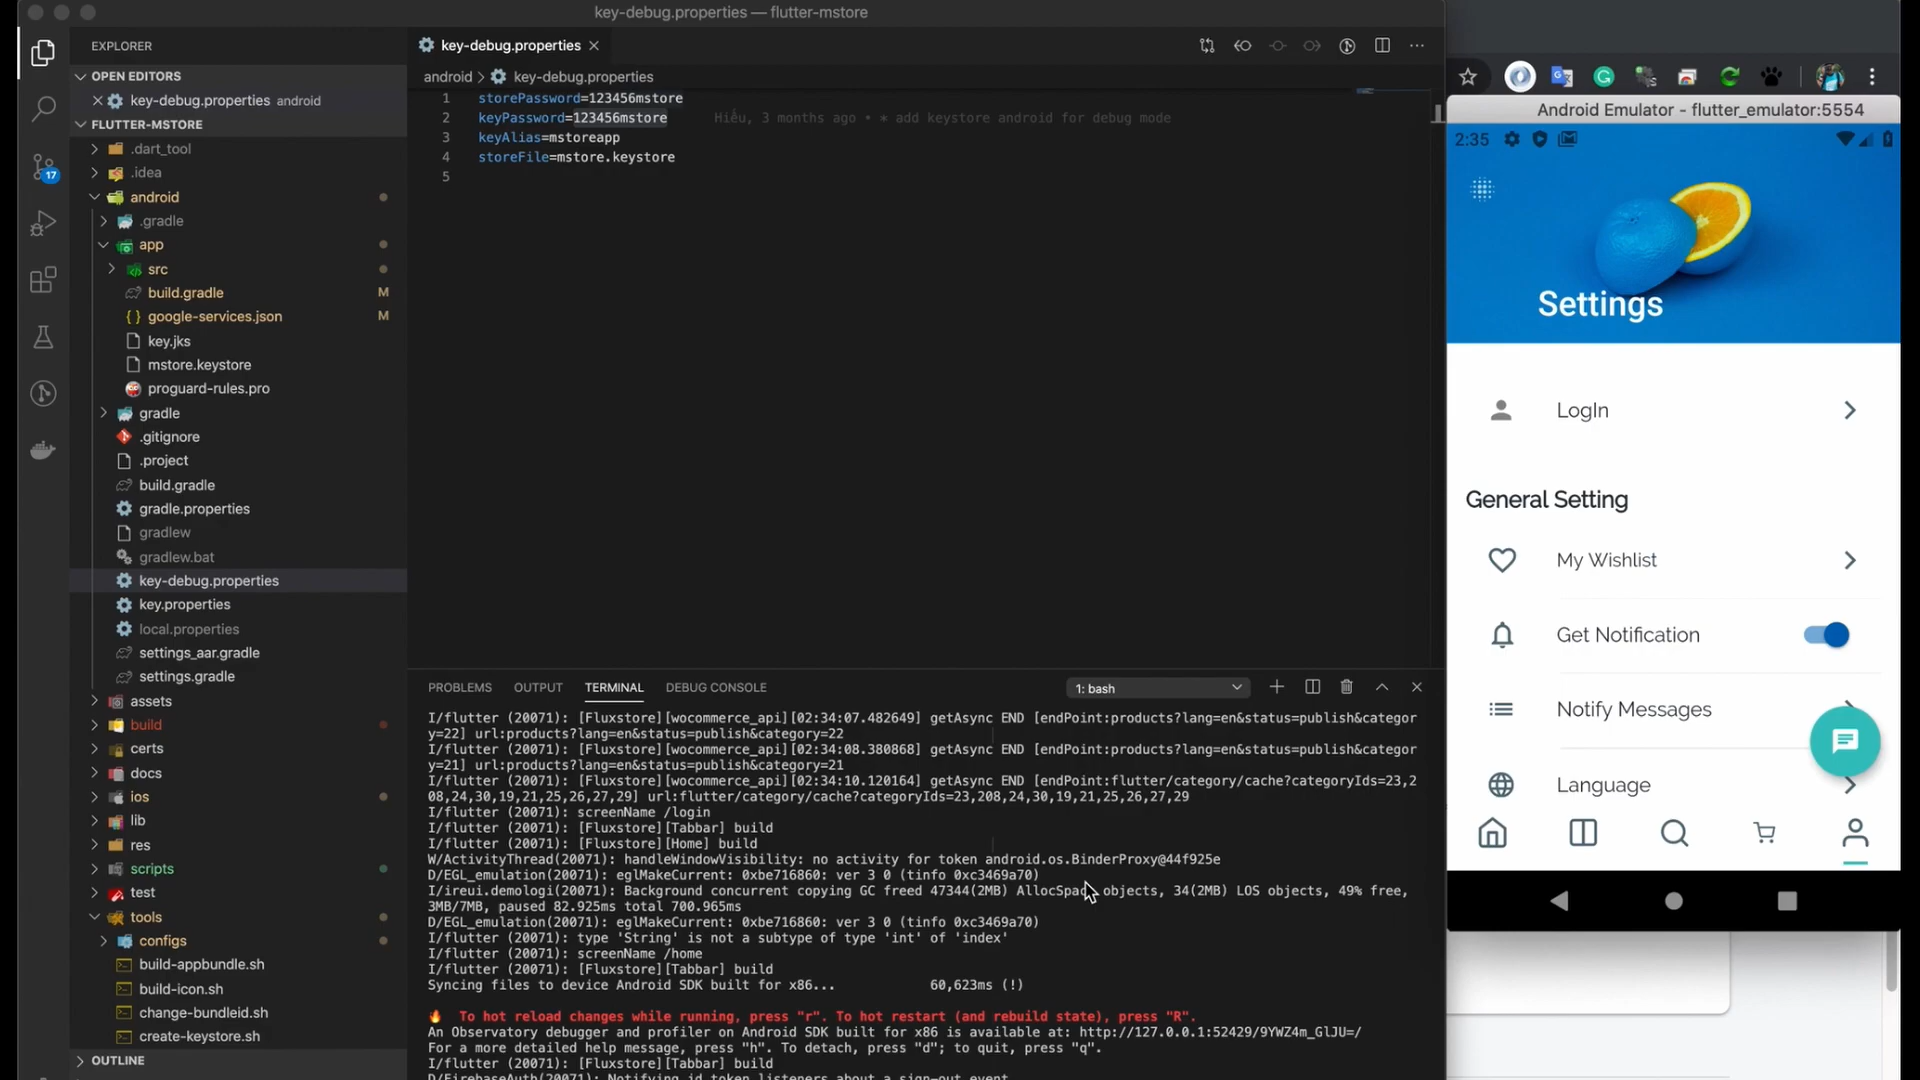 key-debug.properties — flutter-mstore
EXPLORER
OPEN EDITORS
key-debug.properties android
FLUTTER-MSTORE
.dart_tool
.idea
android
.gradle
app
src
build.gradle M
google-services.json M
key.jks
mstore.keystore
proguard-rules.pro
gradle
.gitignore
.project
build.gradle
gradle.properties
gradlew
gradlew.bat
key-debug.properties
key.properties
local.properties
settings_aar.gradle
settings.gradle
assets
build
certs
docs
ios
lib
res
scripts
test
tools
configs
build-appbundle.sh
build-icon.sh
change-bundleid.sh
create-keystore.sh
OUTLINE
17
key-debug.properties
android > key-debug.properties
1 storePassword=123456mstore
2 keyPassword=123456mstore Hiếu, 3 months ago • * add keystore android for debug mode
3 keyAlias=mstoreapp
4 storeFile=mstore.keystore
5
PROBLEMS OUTPUT TERMINAL DEBUG CONSOLE 1: bash
I/flutter (20071): [Fluxstore][wocommerce_api][02:34:07.482649] getAsync END [endPoint:products?lang=en&status=publish&categor
y=22] url:products?lang=en&status=publish&category=22
I/flutter (20071): [Fluxstore][wocommerce_api][02:34:08.380868] getAsync END [endPoint:products?lang=en&status=publish&categor
y=21] url:products?lang=en&status=publish&category=21
I/flutter (20071): [Fluxstore][wocommerce_api][02:34:10.120164] getAsync END [endPoint:flutter/category/cache?categoryIds=23,2
08,24,30,19,21,25,26,27,29] url:flutter/category/cache?categoryIds=23,208,24,30,19,21,25,26,27,29
I/flutter (20071): screenName /login
I/flutter (20071): [Fluxstore][Tabbar] build
I/flutter (20071): [Fluxstore][Home] build
W/ActivityThread(20071): handleWindowVisibility: no activity for token android.os.BinderProxy@44f925e
D/EGL_emulation(20071): eglMakeCurrent: 0xbe716860: ver 3 0 (tinfo 0xc3469a70)
I/ireui.demologi(20071): Background concurrent copying GC freed 47344(2MB) AllocSpace objects, 34(2MB) LOS objects, 49% free,
3MB/7MB, paused 82.925ms total 700.965ms
D/EGL_emulation(20071): eglMakeCurrent: 0xbe716860: ver 3 0 (tinfo 0xc3469a70)
I/flutter (20071): type 'String' is not a subtype of type 'int' of 'index'
I/flutter (20071): screenName /home
I/flutter (20071): [Fluxstore][Tabbar] build
Syncing files to device Android SDK built for x86... 60,623ms (!)
To hot reload changes while running, press "r". To hot restart (and rebuild state), press "R".
An Observatory debugger and profiler on Android SDK built for x86 is available at: http://127.0.0.1:52429/9YWZ4m_GlJU=/
For a more detailed help message, press "h". To detach, press "d"; to quit, press "q".
I/flutter (20071): [Fluxstore][Tabbar] build
D/FirebaseAuth(20071): Notifying id token listeners about a sign-out event
Android Emulator - flutter_emulator:5554
2:35
Settings
LogIn
General Setting
My Wishlist
Get Notification
Notify Messages
Language